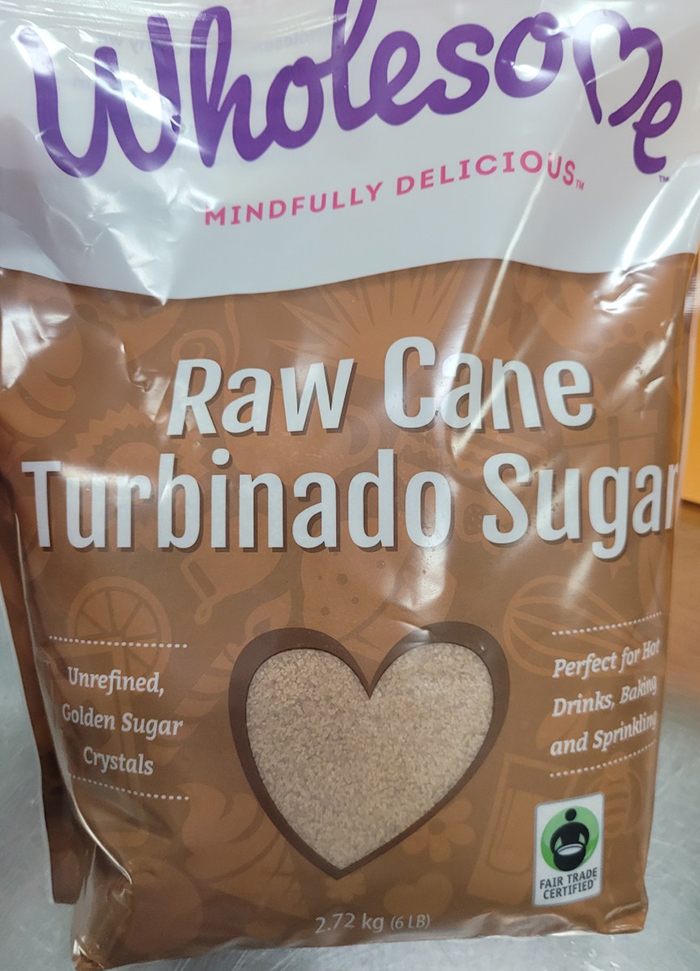 Wholesome™
MINDFULLY DELICIOUS™
Raw Cane
Turbinado Sugar
Unrefined,
Golden Sugar
Crystals
Perfect for Hot
Drinks, Baking
and Sprinkling
FAIR TRADE
CERTIFIED
2.72 kg (6 LB)